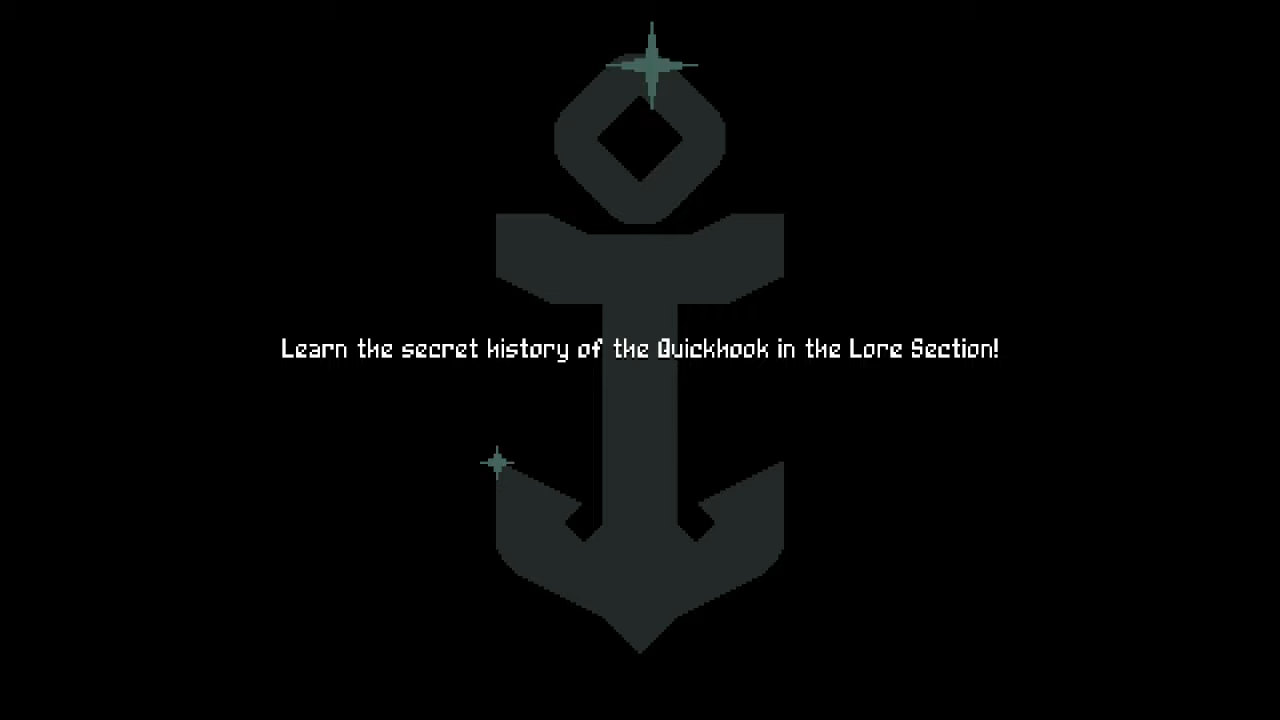 Learn the secret history of the Quickhook in the Lore Section!